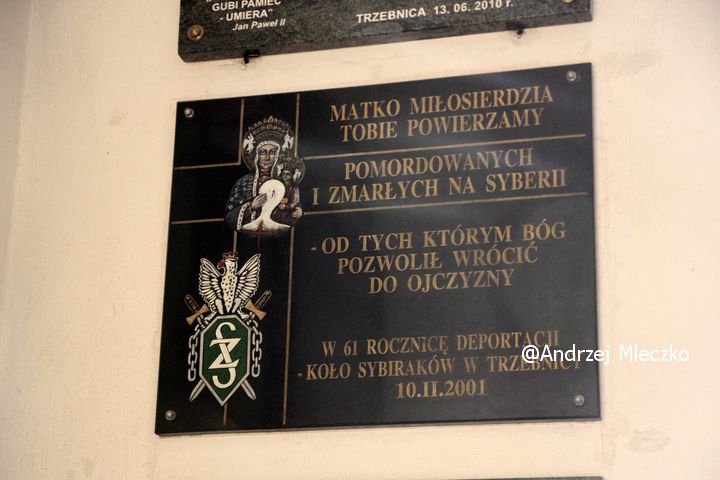 "GUBI PAMIĘĆ
- UMIERA"
Jan Paweł II
TRZEBNICA 13. 06. 2010 r.
MATKO MIŁOSIERDZIA
TOBIE POWIERZAMY
POMORDOWANYCH
I ZMARŁYCH NA SYBERII
- OD TYCH KTÓRYM BÓG
POZWOLIŁ WRÓCIĆ
DO OJCZYZNY
W 61 ROCZNICĘ DEPORTACJI
- KOŁO SYBIRAKÓW W TRZEBNICY
10.II.2001
@Andrzej Mleczko